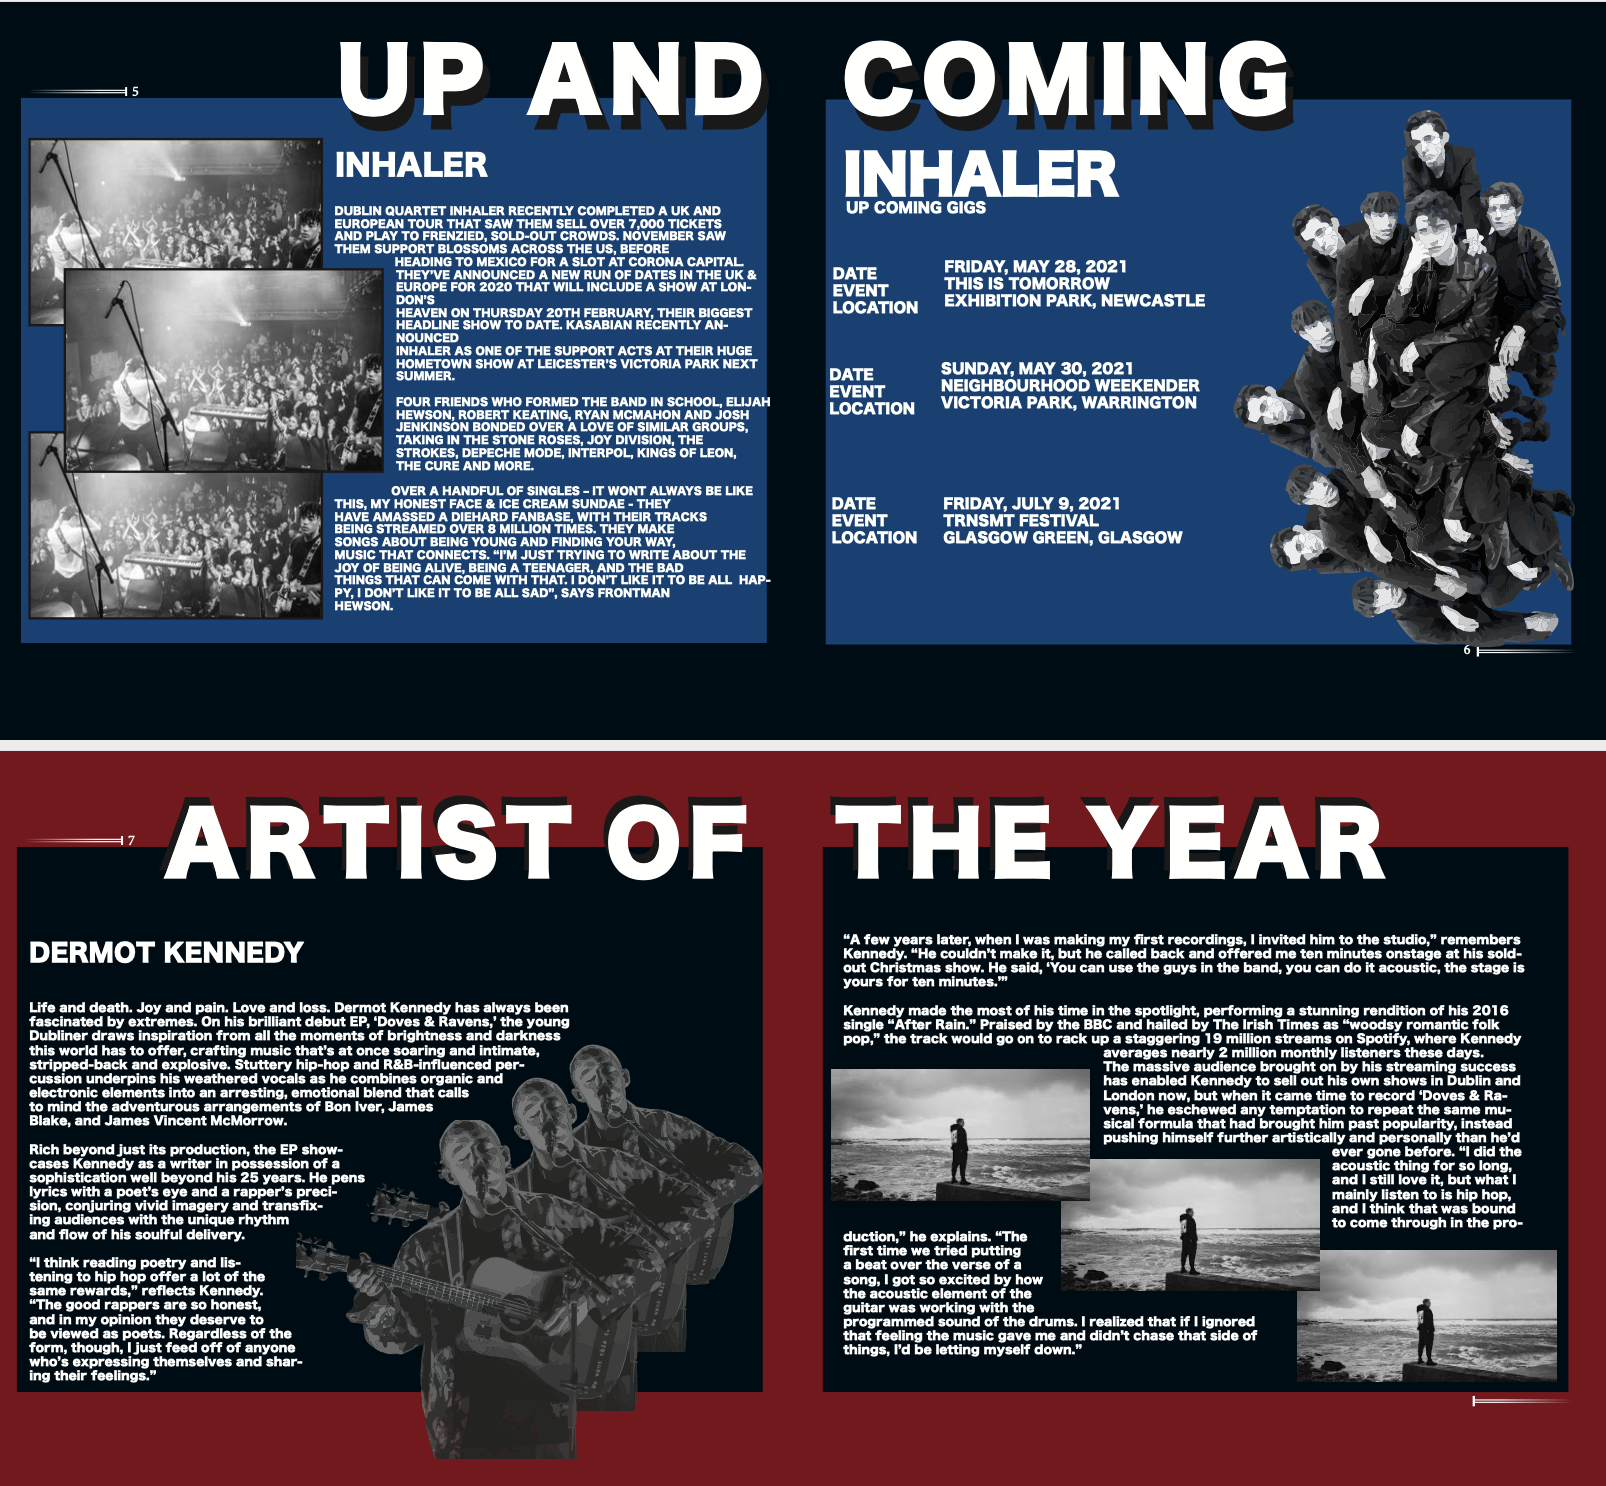 UP AND COMING
5
INHALER
DUBLIN QUARTET INHALER RECENTLY COMPLETED A UK AND
EUROPEAN TOUR THAT SAW THEM SELL OVER 7,000 TICKETS
AND PLAY TO FRENZIED, SOLD-OUT CROWDS. NOVEMBER SAW
THEM SUPPORT BLOSSOMS ACROSS THE US, BEFORE
HEADING TO MEXICO FOR A SLOT AT CORONA CAPITAL.
THEY'VE ANNOUNCED A NEW RUN OF DATES IN THE UK &
EUROPE FOR 2020 THAT WILL INCLUDE A SHOW AT LON-
DON'S
HEAVEN ON THURSDAY 20TH FEBRUARY, THEIR BIGGEST
HEADLINE SHOW TO DATE. KASABIAN RECENTLY AN-
NOUNCED
INHALER AS ONE OF THE SUPPORT ACTS AT THEIR HUGE
HOMETOWN SHOW AT LEICESTER'S VICTORIA PARK NEXT
SUMMER.
FOUR FRIENDS WHO FORMED THE BAND IN SCHOOL, ELIJAH
HEWSON, ROBERT KEATING, RYAN MCMAHON AND JOSH
JENKINSON BONDED OVER A LOVE OF SIMILAR GROUPS,
TAKING IN THE STONE ROSES, JOY DIVISION, THE
STROKES, DEPECHE MODE, INTERPOL, KINGS OF LEON,
THE CURE AND MORE.
OVER A HANDFUL OF SINGLES – IT WONT ALWAYS BE LIKE
THIS, MY HONEST FACE & ICE CREAM SUNDAE - THEY
HAVE AMASSED A DIEHARD FANBASE, WITH THEIR TRACKS
BEING STREAMED OVER 8 MILLION TIMES. THEY MAKE
SONGS ABOUT BEING YOUNG AND FINDING YOUR WAY,
MUSIC THAT CONNECTS. “I'M JUST TRYING TO WRITE ABOUT THE
JOY OF BEING ALIVE, BEING A TEENAGER, AND THE BAD
THINGS THAT CAN COME WITH THAT. I DON'T LIKE IT TO BE ALL HAP-
PY, I DON'T LIKE IT TO BE ALL SAD”, SAYS FRONTMAN
HEWSON.
INHALER
UP COMING GIGS
DATE FRIDAY, MAY 28, 2021
EVENT THIS IS TOMORROW
LOCATION EXHIBITION PARK, NEWCASTLE
DATE SUNDAY, MAY 30, 2021
EVENT NEIGHBOURHOOD WEEKENDER
LOCATION VICTORIA PARK, WARRINGTON
DATE FRIDAY, JULY 9, 2021
EVENT TRNSMT FESTIVAL
LOCATION GLASGOW GREEN, GLASGOW
6
ARTIST OF THE YEAR
7
DERMOT KENNEDY
Life and death. Joy and pain. Love and loss. Dermot Kennedy has always been
fascinated by extremes. On his brilliant debut EP, ‘Doves & Ravens,’ the young
Dubliner draws inspiration from all the moments of brightness and darkness
this world has to offer, crafting music that's at once soaring and intimate,
stripped-back and explosive. Stuttery hip-hop and R&B-influenced per-
cussion underpins his weathered vocals as he combines organic and
electronic elements into an arresting, emotional blend that calls
to mind the adventurous arrangements of Bon Iver, James
Blake, and James Vincent McMorrow.
Rich beyond just its production, the EP show-
cases Kennedy as a writer in possession of a
sophistication well beyond his 25 years. He pens
lyrics with a poet's eye and a rapper's preci-
sion, conjuring vivid imagery and transfix-
ing audiences with the unique rhythm
and flow of his soulful delivery.
“I think reading poetry and lis-
tening to hip hop offer a lot of the
same rewards,” reflects Kennedy.
“The good rappers are so honest,
and in my opinion they deserve to
be viewed as poets. Regardless of the
form, though, I just feed off of anyone
who's expressing themselves and shar-
ing their feelings.”
“A few years later, when I was making my first recordings, I invited him to the studio,” remembers
Kennedy. “He couldn't make it, but he called back and offered me ten minutes onstage at his sold-
out Christmas show. He said, ‘You can use the guys in the band, you can do it acoustic, the stage is
yours for ten minutes.’”
Kennedy made the most of his time in the spotlight, performing a stunning rendition of his 2016
single “After Rain.” Praised by the BBC and hailed by The Irish Times as “woodsy romantic folk
pop,” the track would go on to rack up a staggering 19 million streams on Spotify, where Kennedy
averages nearly 2 million monthly listeners these days.
The massive audience brought on by his streaming success
has enabled Kennedy to sell out his own shows in Dublin and
London now, but when it came time to record ‘Doves & Ra-
vens,’ he eschewed any temptation to repeat the same mu-
sical formula that had brought him past popularity, instead
pushing himself further artistically and personally than he'd
ever gone before. “I did the
acoustic thing for so long,
and I still love it, but what I
mainly listen to is hip hop,
and I think that was bound
to come through in the pro-
duction,” he explains. “The
first time we tried putting
a beat over the verse of a
song, I got so excited by how
the acoustic element of the
guitar was working with the
programmed sound of the drums. I realized that if I ignored
that feeling the music gave me and didn't chase that side of
things, I'd be letting myself down.”